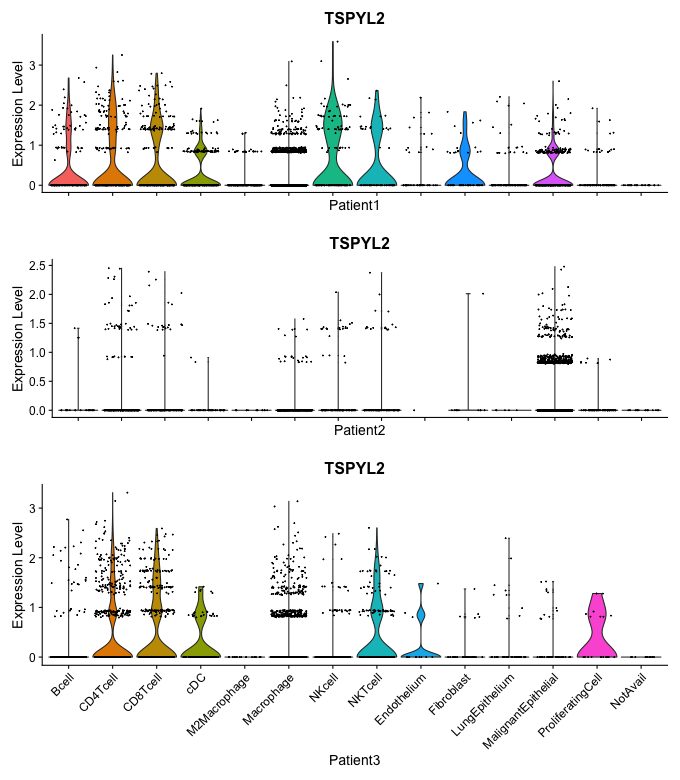 TSPYL2
Expression Level
3
2
1
0
Patient1
TSPYL2
Expression Level
2.5
2.0
1.5
1.0
0.5
0.0
Patient2
TSPYL2
Expression Level
3
2
1
0
Bcell
CD4Tcell
CD8Tcell
cDC
M2Macrophage
Macrophage
NKcell
NKTcell
Endothelium
Fibroblast
LungEpithelium
MalignantEpithelial
ProliferatingCell
NotAvail
Patient3